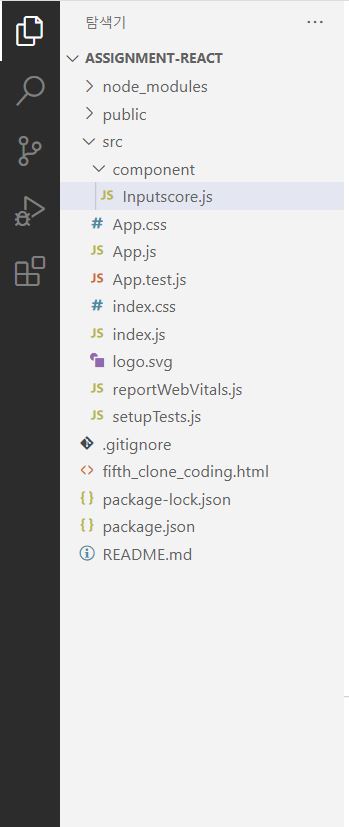 탐색기
ASSIGNMENT-REACT
node_modules
public
src
component
JS Inputscore.js
# App.css
JS App.js
JS App.test.js
# index.css
JS index.js
logo.svg
JS reportWebVitals.js
JS setupTests.js
.gitignore
<> fifth_clone_coding.html
{} package-lock.json
{} package.json
README.md